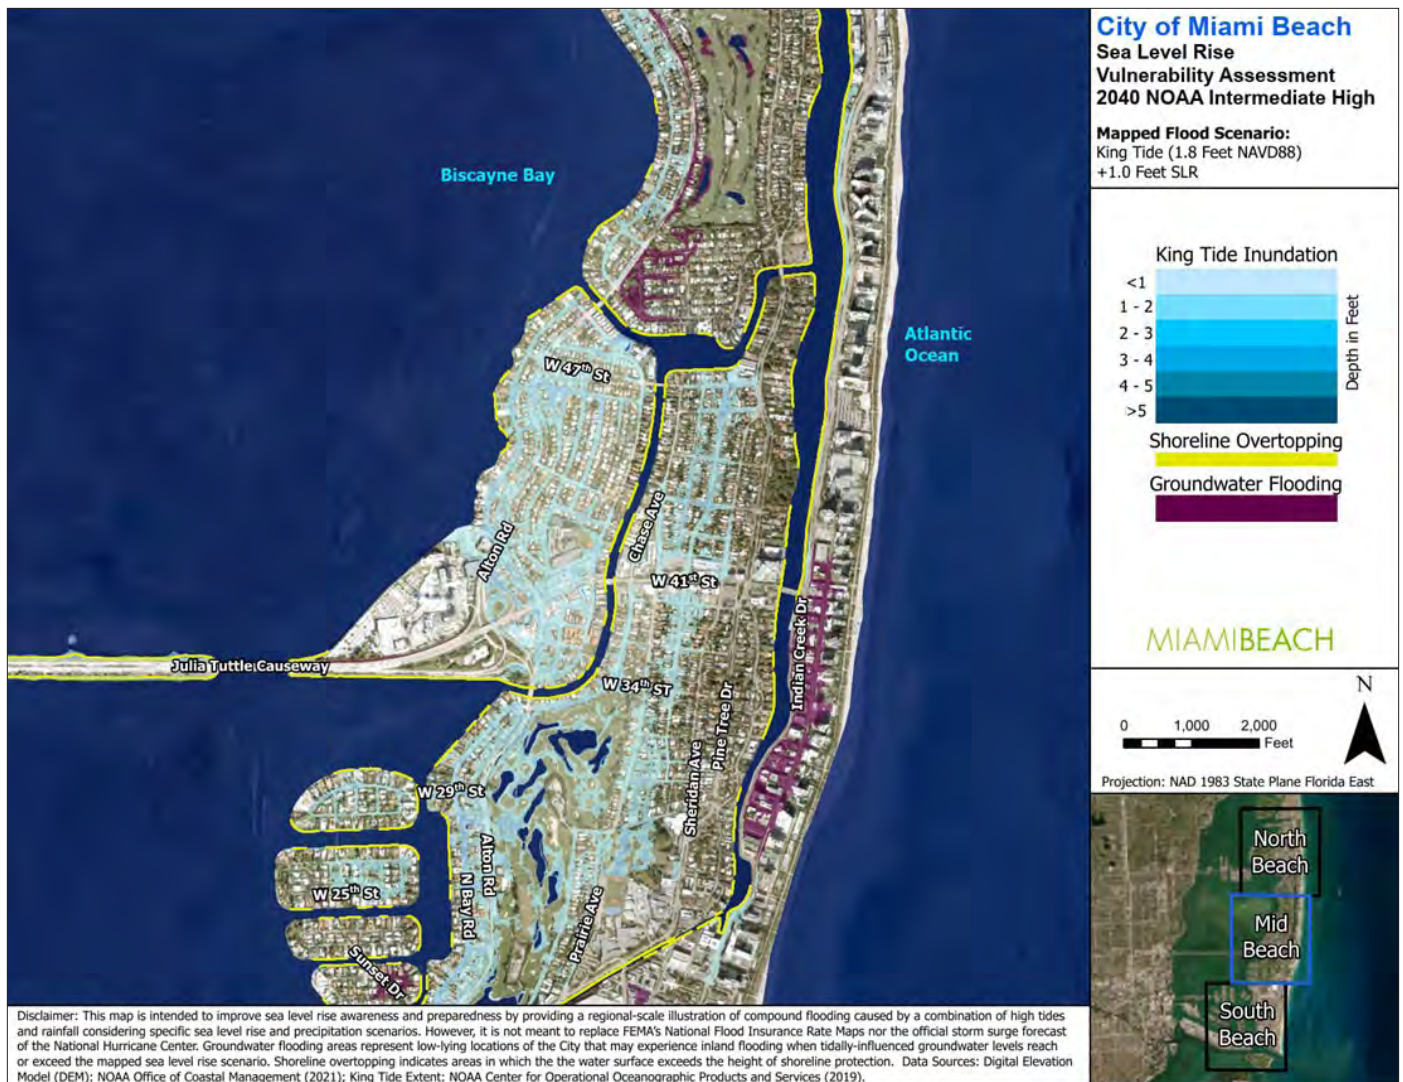 City of Miami Beach
Sea Level Rise
Vulnerability Assessment
2040 NOAA Intermediate High
Mapped Flood Scenario:
King Tide (1.8 Feet NAVD88)
+1.0 Feet SLR
King Tide Inundation
<1
1 - 2
2 - 3
3 - 4
4 - 5
>5
Depth in Feet
Shoreline Overtopping
Groundwater Flooding
MIAMIBEACH
N
0 1,000 2,000
Feet
Projection: NAD 1983 State Plane Florida East
North
Beach
Mid
Beach
South
Beach
Biscayne Bay
Atlantic
Ocean
W 47th St
Chase Ave
Alton Rd
W 41st St
Indian Creek Dr
Julia Tuttle Causeway
W 34th ST
Pine Tree Dr
Sheridan Ave
W 29th St
Alton Rd
N Bay Rd
W 25th St
Prairie Ave
Sunset Dr
Disclaimer: This map is intended to improve sea level rise awareness and preparedness by providing a regional-scale illustration of compound flooding caused by a combination of high tides
and rainfall considering specific sea level rise and precipitation scenarios. However, it is not meant to replace FEMA's National Flood Insurance Rate Maps nor the official storm surge forecast
of the National Hurricane Center. Groundwater flooding areas represent low-lying locations of the City that may experience inland flooding when tidally-influenced groundwater levels reach
or exceed the mapped sea level rise scenario. Shoreline overtopping indicates areas in which the the water surface exceeds the height of shoreline protection. Data Sources: Digital Elevation
Model (DEM): NOAA Office of Coastal Management (2021); King Tide Extent: NOAA Center for Operational Oceanographic Products and Services (2019).